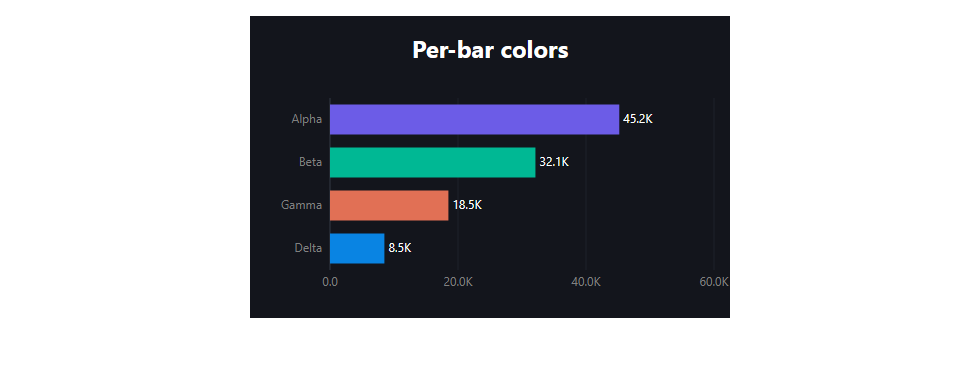 Per-bar colors
Alpha 45.2K
Beta 32.1K
Gamma 18.5K
Delta 8.5K
0.0 20.0K 40.0K 60.0K